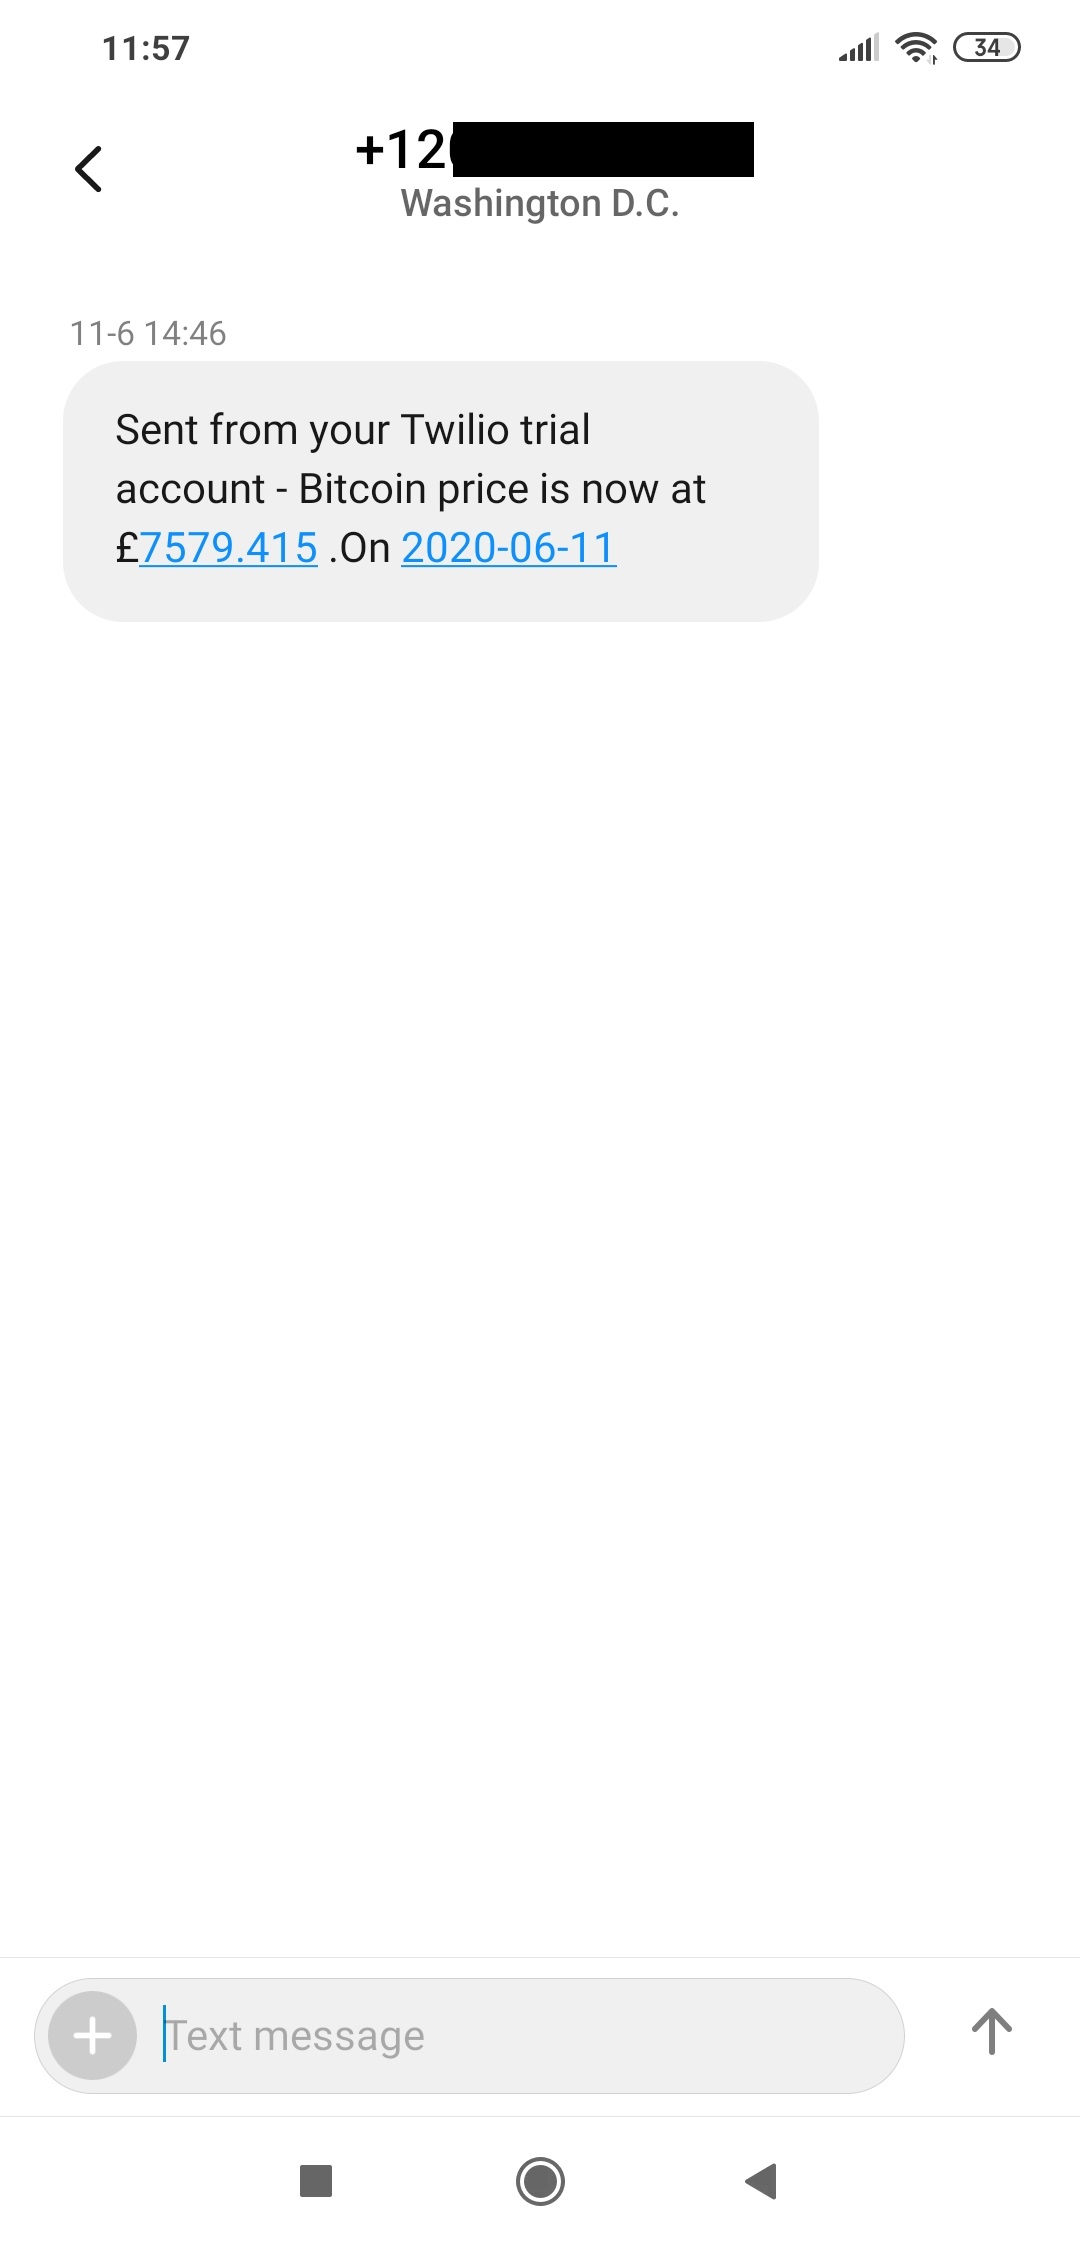 11:57
34
+12
Washington D.C.
11-6 14:46
Sent from your Twilio trial
account - Bitcoin price is now at
£7579.415 .On 2020-06-11
Text message